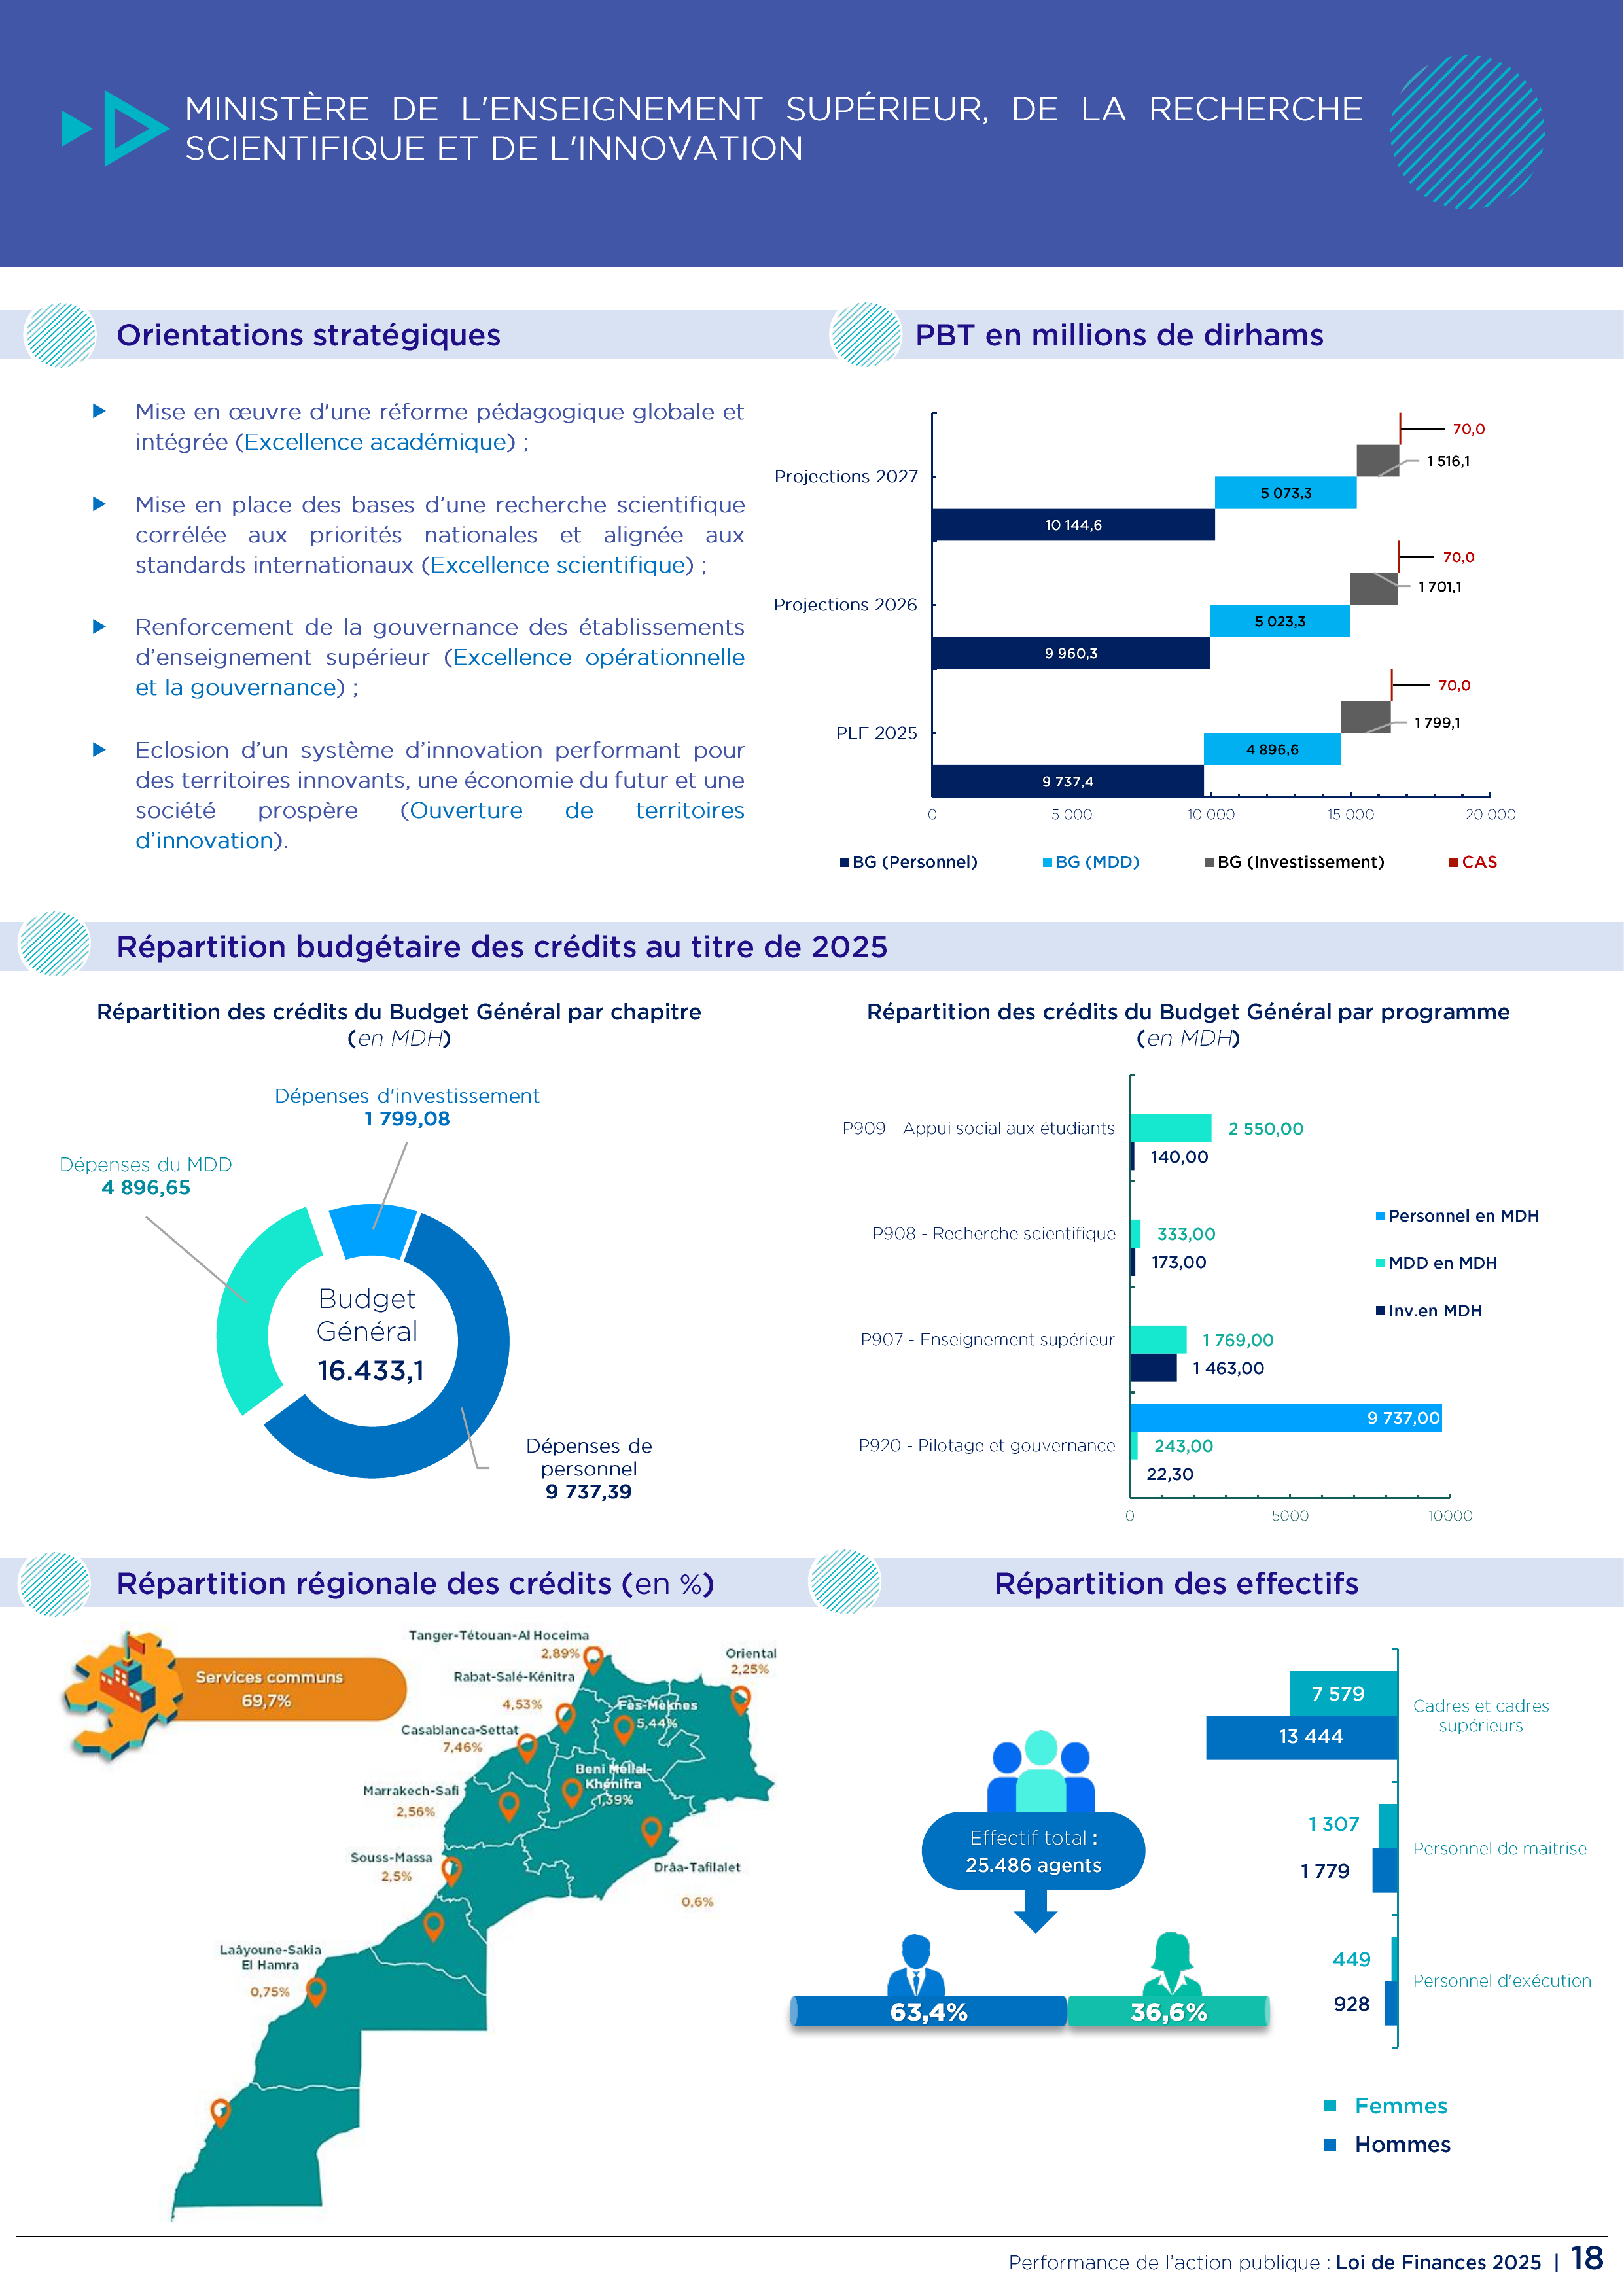 MINISTÈRE DE L'ENSEIGNEMENT SUPÉRIEUR, DE LA RECHERCHE
SCIENTIFIQUE ET DE L'INNOVATION
Orientations stratégiques
Mise en œuvre d'une réforme pédagogique globale et
intégrée (Excellence académique) ;
Mise en place des bases d’une recherche scientifique
corrélée aux priorités nationales et alignée aux
standards internationaux (Excellence scientifique) ;
Renforcement de la gouvernance des établissements
d’enseignement supérieur (Excellence opérationnelle
et la gouvernance) ;
Eclosion d’un système d’innovation performant pour
des territoires innovants, une économie du futur et une
société prospère (Ouverture de territoires
d’innovation).
PBT en millions de dirhams
70,0
1 516,1
Projections 2027
5 073,3
10 144,6
70,0
1 701,1
Projections 2026
5 023,3
9 960,3
70,0
1 799,1
PLF 2025
4 896,6
9 737,4
0 5 000 10 000 15 000 20 000
BG (Personnel) BG (MDD) BG (Investissement) CAS
Répartition budgétaire des crédits au titre de 2025
Répartition des crédits du Budget Général par chapitre
(en MDH)
Dépenses d'investissement
1 799,08
Dépenses du MDD
4 896,65
Budget
Général
16.433,1
Dépenses de
personnel
9 737,39
Répartition des crédits du Budget Général par programme
(en MDH)
P909 - Appui social aux étudiants
2 550,00
140,00
P908 - Recherche scientifique
333,00
173,00
P907 - Enseignement supérieur
1 769,00
1 463,00
P920 - Pilotage et gouvernance
9 737,00
243,00
22,30
0 5000 10000
Personnel en MDH
MDD en MDH
Inv.en MDH
Répartition régionale des crédits (en %)
Services communs
69,7%
Tanger-Tétouan-Al Hoceima
2,89%
Oriental
2,25%
Rabat-Salé-Kénitra
4,53%
Fès-Meknes
5,44%
Casablanca-Settat
7,46%
Beni Mellal-
Khénifra
1,39%
Marrakech-Safi
2,56%
Souss-Massa
2,5%
Drâa-Tafilalet
0,6%
Laâyoune-Sakia
El Hamra
0,75%
Répartition des effectifs
Effectif total :
25.486 agents
63,4%
36,6%
7 579
13 444
Cadres et cadres
supérieurs
1 307
1 779
Personnel de maitrise
449
928
Personnel d'exécution
Femmes
Hommes
Performance de l’action publique : Loi de Finances 2025 | 18